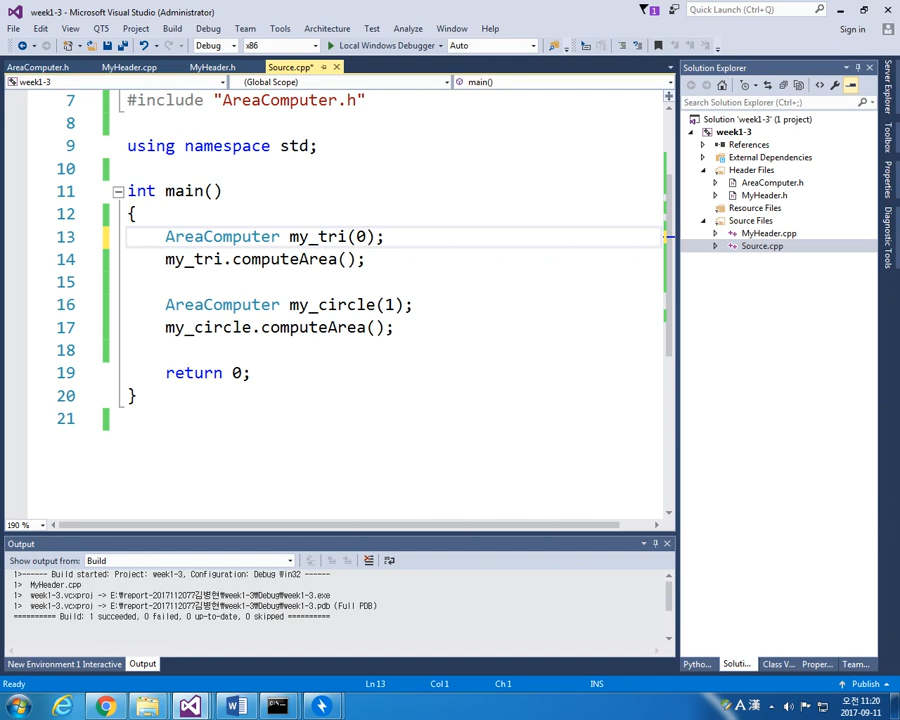 week1-3 - Microsoft Visual Studio (Administrator)
1
Quick Launch (Ctrl+Q)
File Edit View QT5 Project Build Debug Team Tools Architecture Test Analyze Window Help
Sign in
Debug x86 Local Windows Debugger Auto
AreaComputer.h MyHeader.cpp MyHeader.h Source.cpp*
week1-3 (Global Scope) main()
7 #include "AreaComputer.h"
8
9 using namespace std;
10
11 int main()
12 {
13 AreaComputer my_tri(0);
14 my_tri.computeArea();
15
16 AreaComputer my_circle(1);
17 my_circle.computeArea();
18
19 return 0;
20 }
21
190 %
Output
Show output from: Build
1>------ Build started: Project: week1-3, Configuration: Debug Win32 ------
1> MyHeader.cpp
1> week1-3.vcxproj -> E:\report-2017112077김병현\week1-3\Debug\week1-3.exe
1> week1-3.vcxproj -> E:\report-2017112077김병현\week1-3\Debug\week1-3.pdb (Full PDB)
========== Build: 1 succeeded, 0 failed, 0 up-to-date, 0 skipped ==========
New Environment 1 Interactive Output
Solution Explorer
Search Solution Explorer (Ctrl+;)
Solution 'week1-3' (1 project)
week1-3
References
External Dependencies
Header Files
AreaComputer.h
MyHeader.h
Resource Files
Source Files
MyHeader.cpp
Source.cpp
Pytho... Soluti... Class V... Proper... Team...
Server Explorer
Toolbox
Properties
Diagnostic Tools
Ready Ln 13 Col 1 Ch 1 INS Publish
A 漢
오전 11:20
2017-09-11